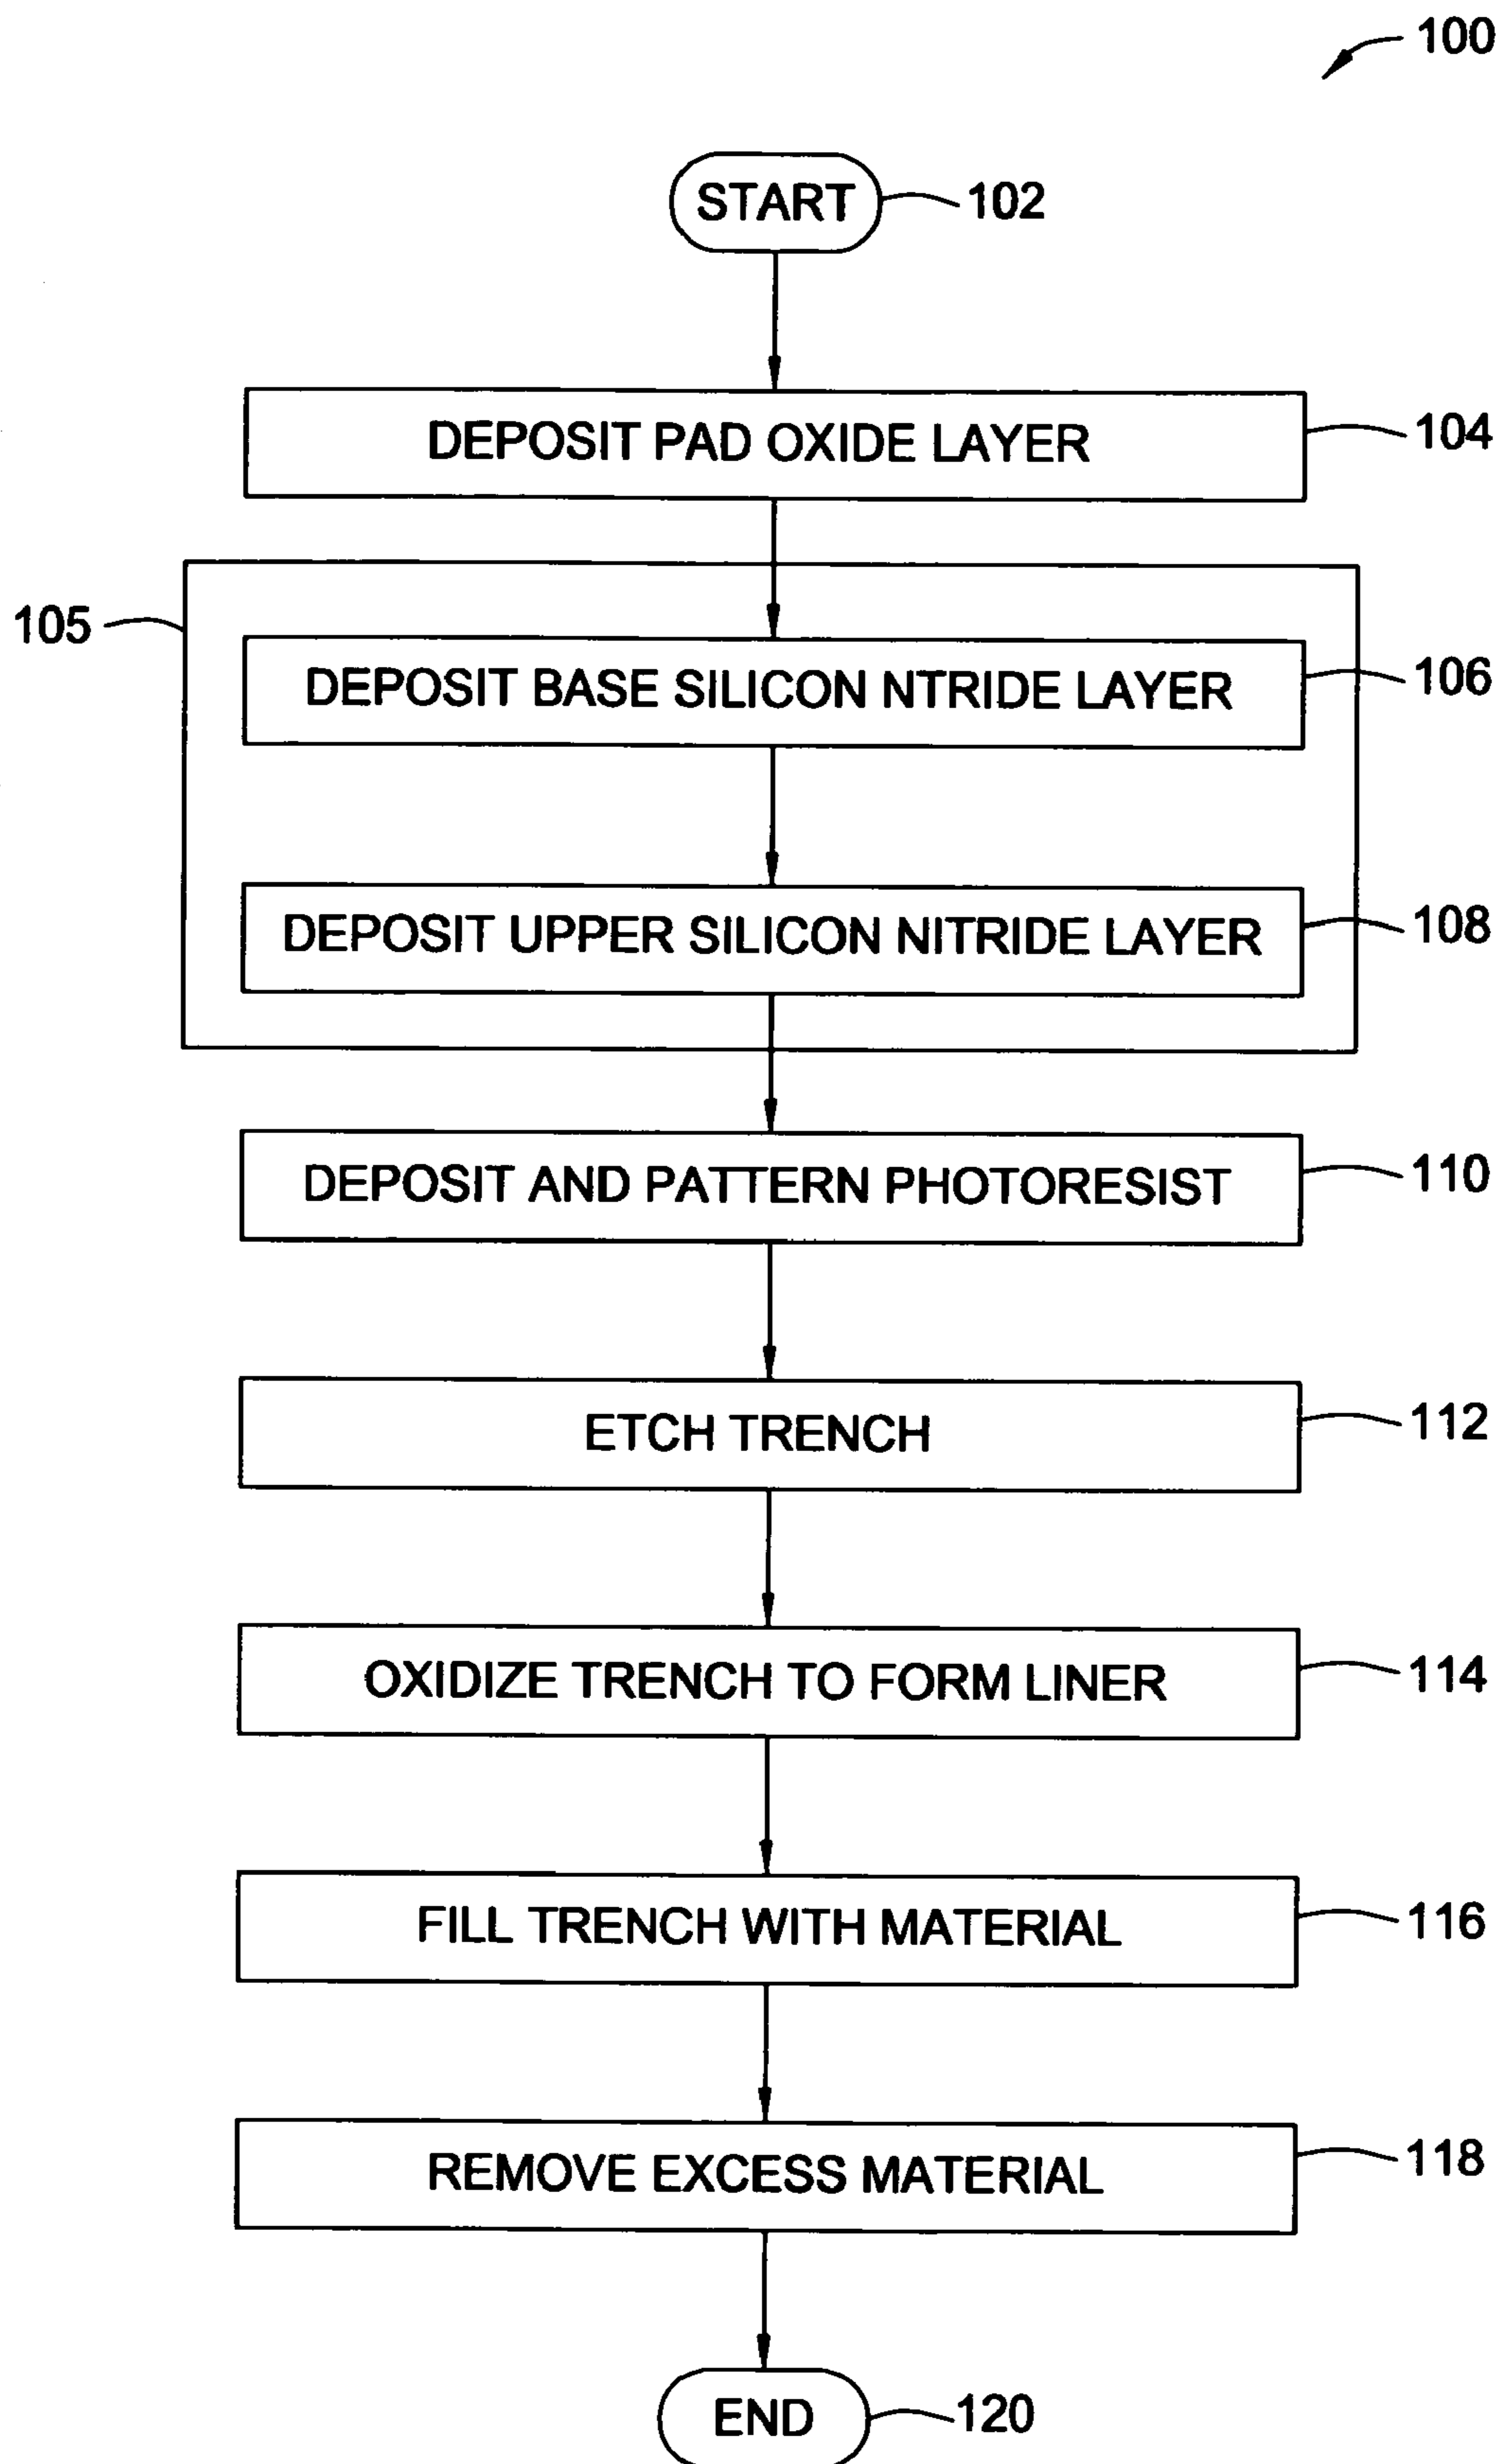 100
START 102
DEPOSIT PAD OXIDE LAYER 104
105
DEPOSIT BASE SILICON NTRIDE LAYER 106
DEPOSIT UPPER SILICON NITRIDE LAYER 108
DEPOSIT AND PATTERN PHOTORESIST 110
ETCH TRENCH 112
OXIDIZE TRENCH TO FORM LINER 114
FILL TRENCH WITH MATERIAL 116
REMOVE EXCESS MATERIAL 118
END 120